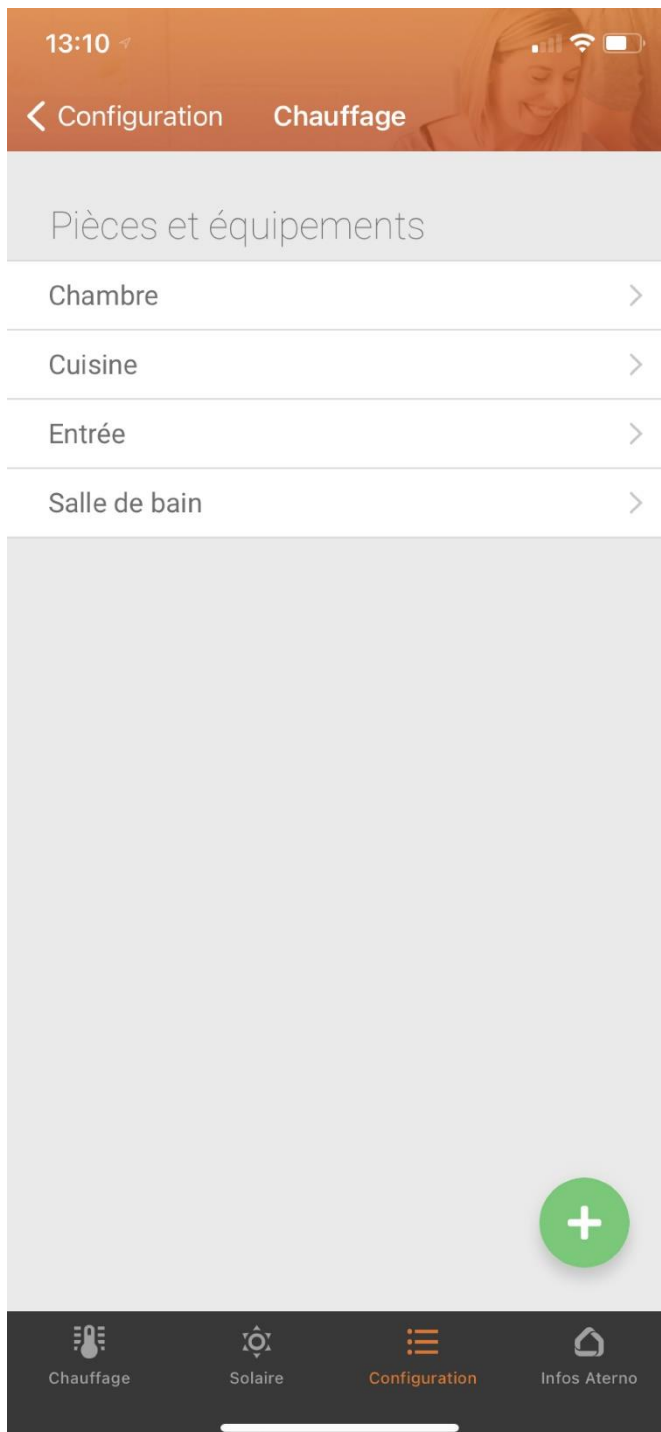 13:10
Configuration Chauffage
Pièces et équipements
Chambre
Cuisine
Entrée
Salle de bain
Chauffage Solaire Configuration Infos Aterno